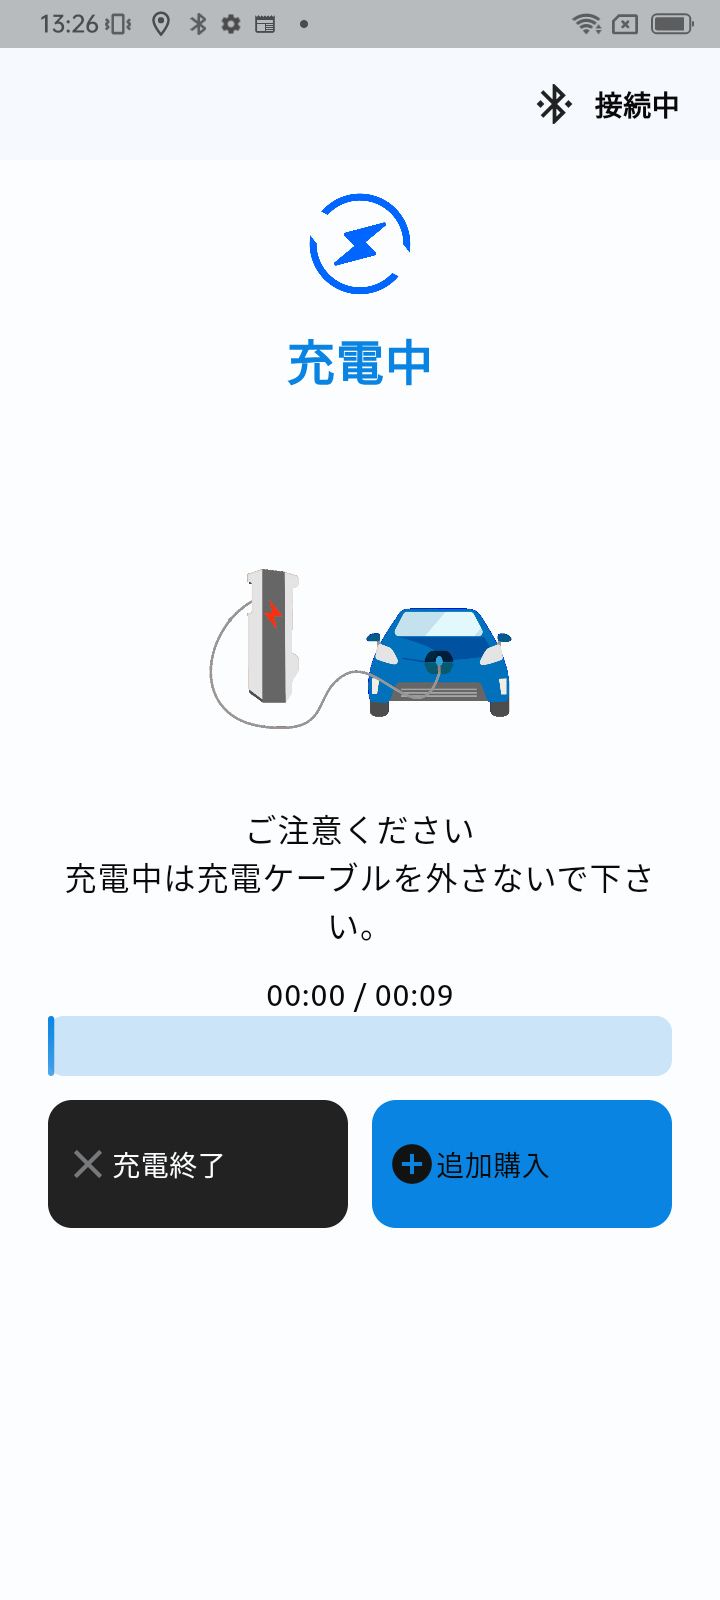 13:26
接続中
充電中
ご注意ください
充電中は充電ケーブルを外さないで下さ
い。
00:00 / 00:09
充電終了
追加購入